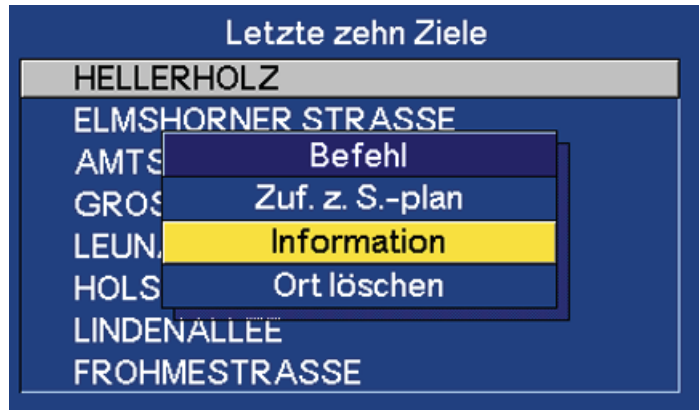 Letzte zehn Ziele
HELLERHOLZ
ELMSHORNER STRASSE
Befehl
Zuf. z. S.-plan
Information
Ort löschen
LINDENALLEE
FROHMESTRASSE